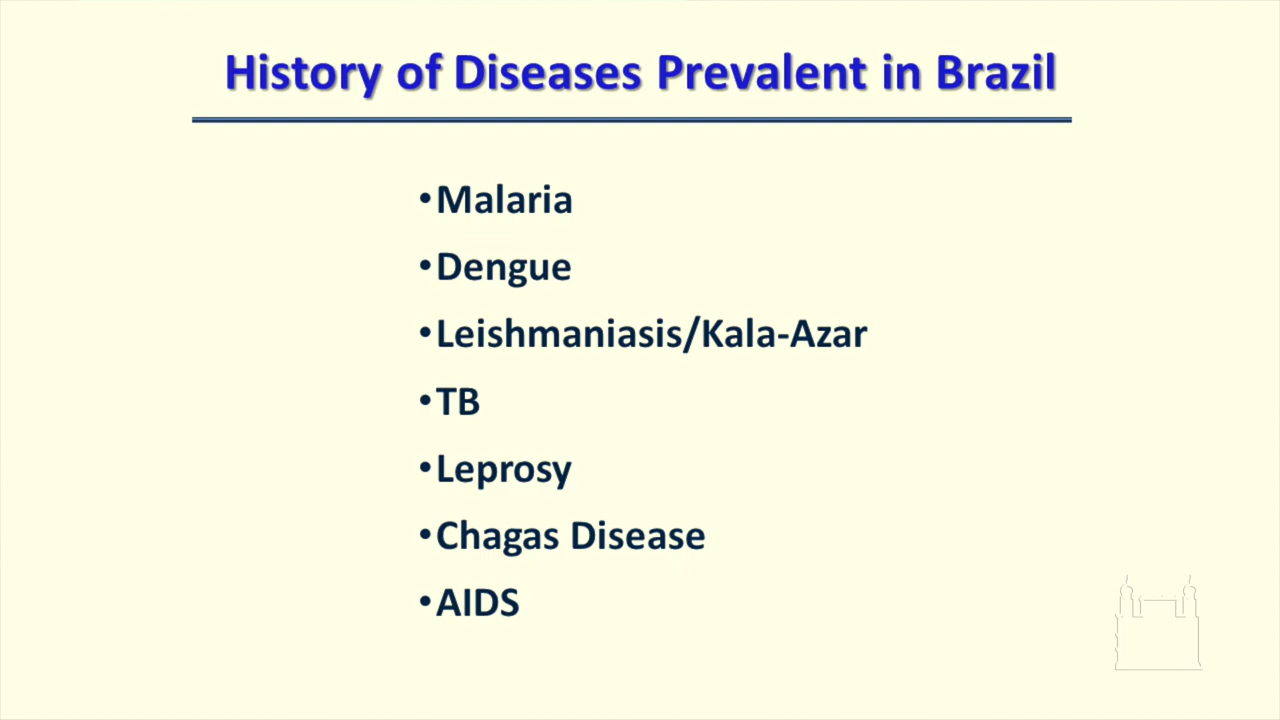 History of Diseases Prevalent in Brazil
•Malaria
•Dengue
•Leishmaniasis/Kala-Azar
•TB
•Leprosy
•Chagas Disease
•AIDS